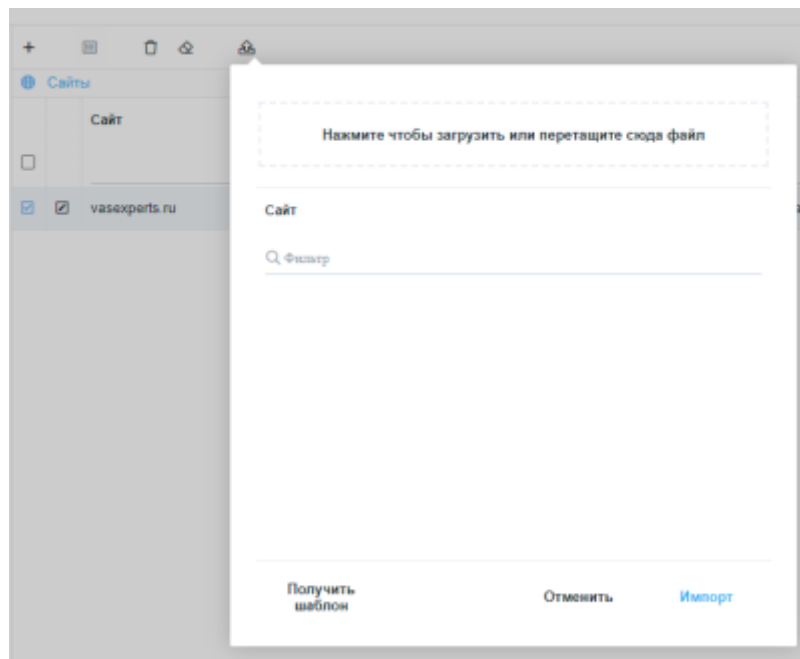 Сайты
Сайт
vasexperts.ru
Нажмите чтобы загрузить или перетащите сюда файл
Сайт
Фильтр
Получить
шаблон
Отменить
Импорт